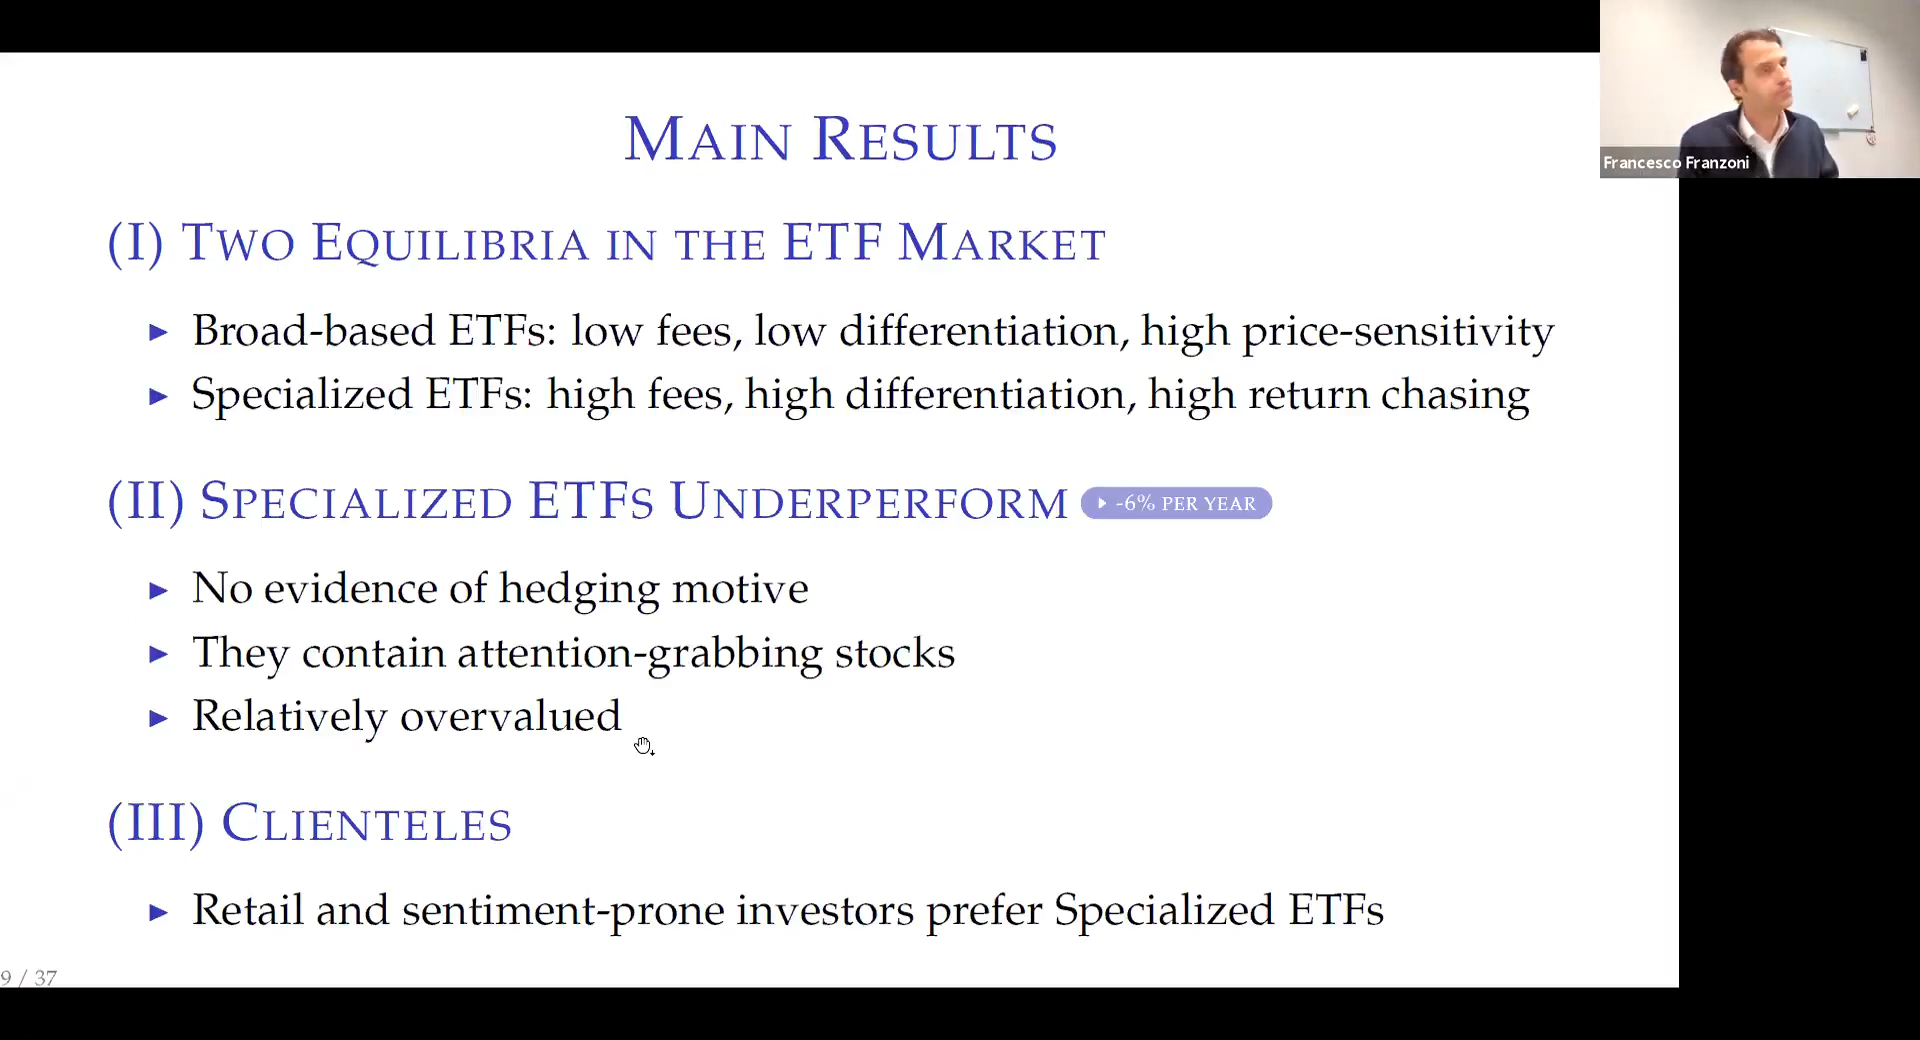 Francesco Franzoni
MAIN RESULTS
(I) TWO EQUILIBRIA IN THE ETF MARKET
▶ Broad-based ETFs: low fees, low differentiation, high price-sensitivity
▶ Specialized ETFs: high fees, high differentiation, high return chasing
(II) SPECIALIZED ETFS UNDERPERFORM ▶ -6% PER YEAR
▶ No evidence of hedging motive
▶ They contain attention-grabbing stocks
▶ Relatively overvalued
(III) CLIENTELES
▶ Retail and sentiment-prone investors prefer Specialized ETFs
9 / 37